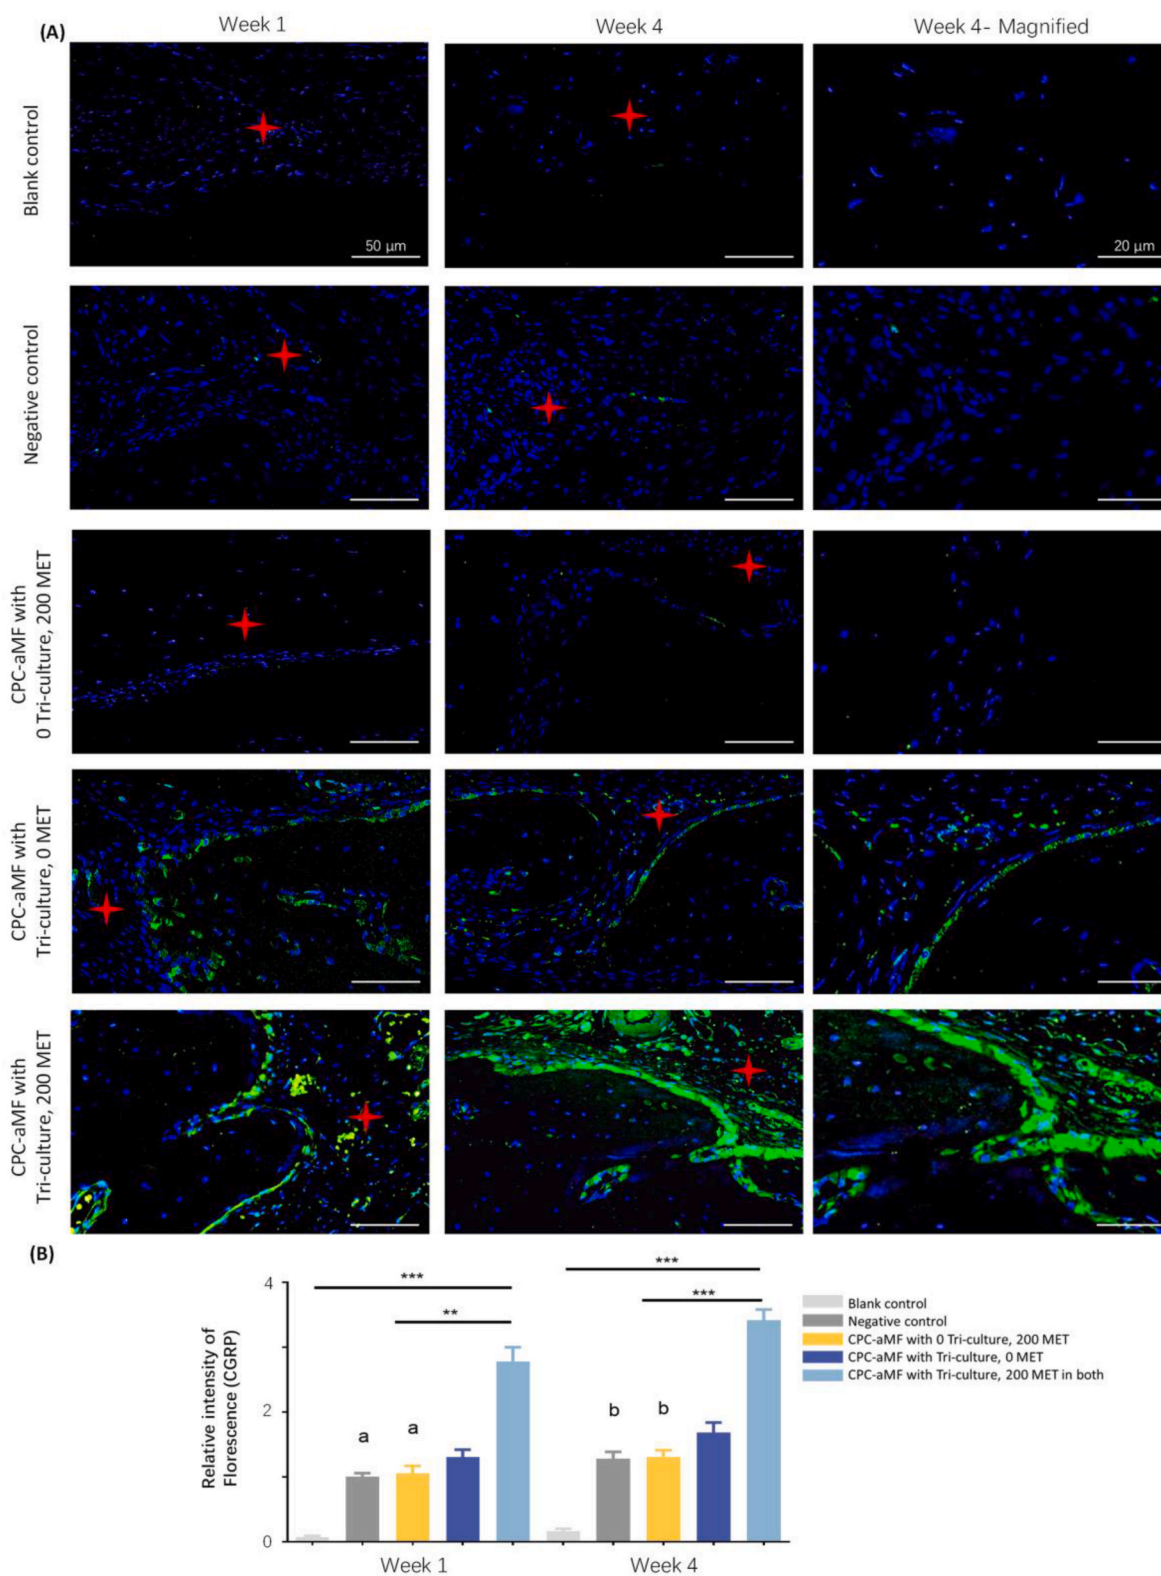 (A)
Week 1
Week 4
Week 4- Magnified
Blank control
50 µm
20 µm
Negative control
CPC-aMF with
0 Tri-culture, 200 MET
CPC-aMF with
Tri-culture, 0 MET
CPC-aMF with
Tri-culture, 200 MET
(B)
Relative intensity of
Florescence (CGRP)
4
2
0
***
**
***
***
a
a
b
b
Week 1
Week 4
Blank control
Negative control
CPC-aMF with 0 Tri-culture, 200 MET
CPC-aMF with Tri-culture, 0 MET
CPC-aMF with Tri-culture, 200 MET in both